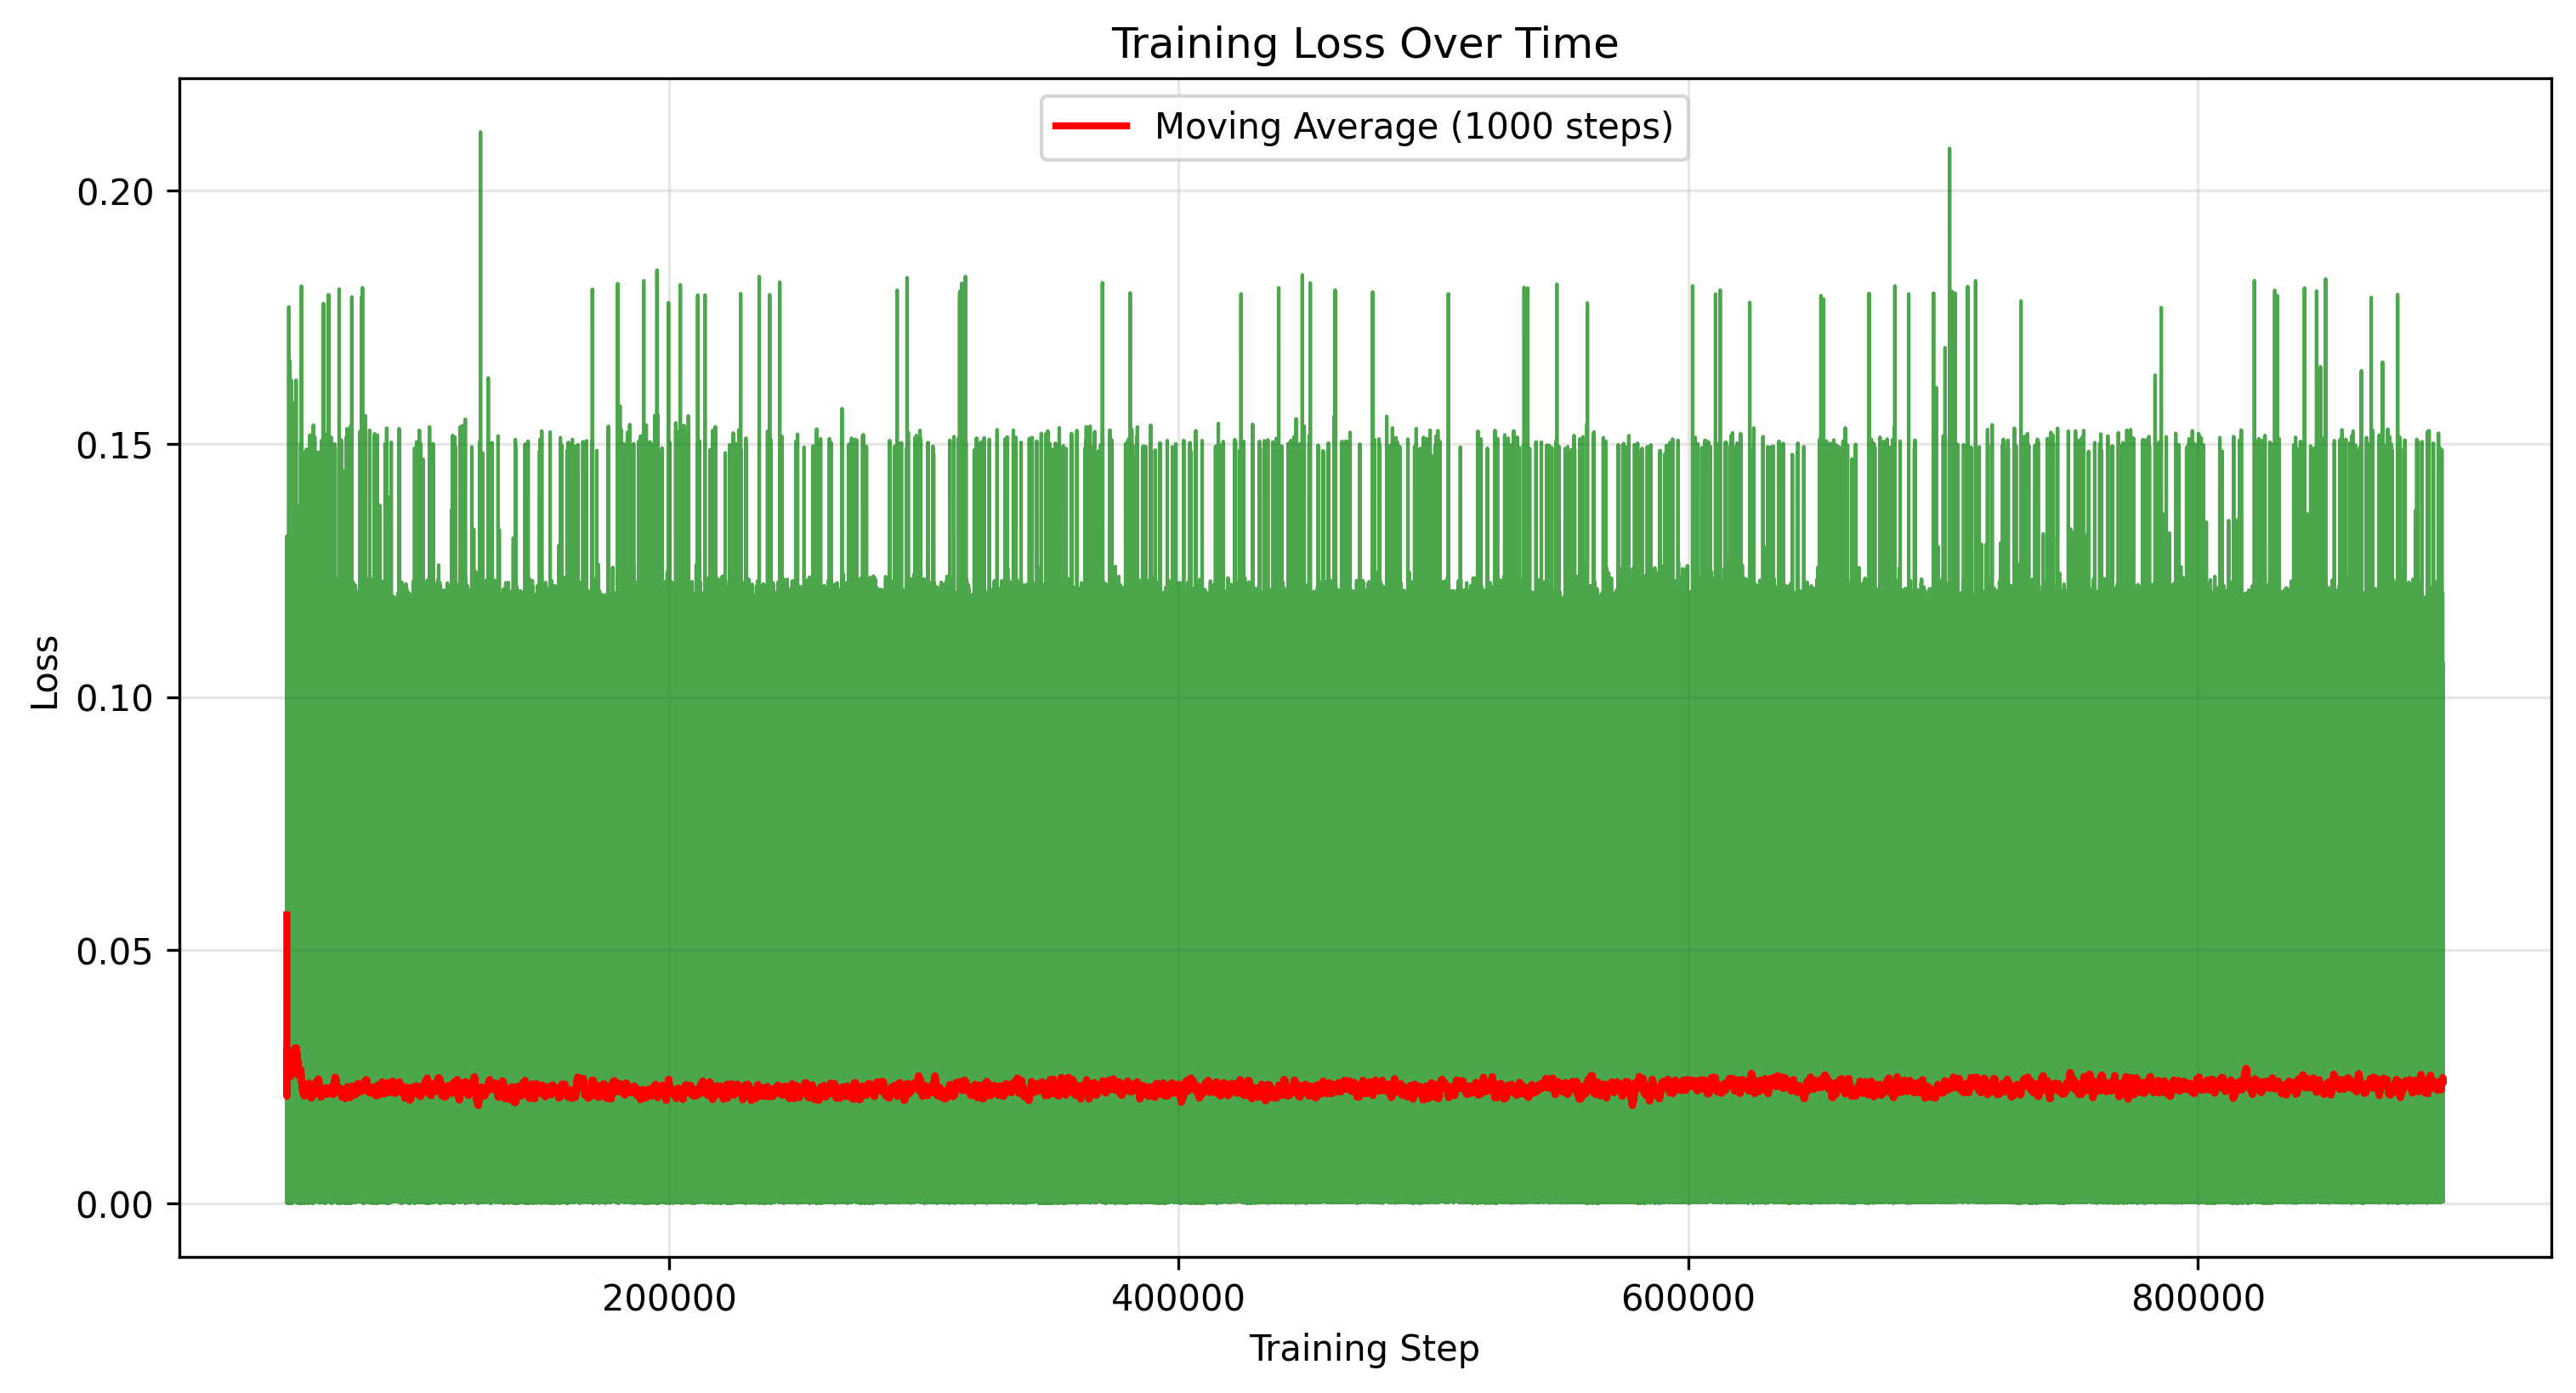 Training Loss Over Time
Moving Average (1000 steps)
0.20
0.15
0.10
0.05
0.00
Loss
200000
400000
600000
800000
Training Step